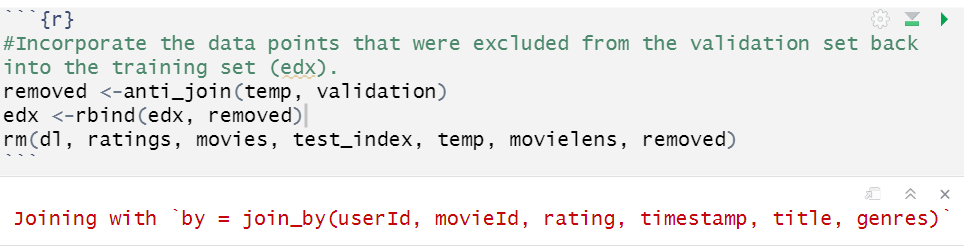 ```{r}
#Incorporate the data points that were excluded from the validation set back
into the training set (edx).
removed <-anti_join(temp, validation)
edx <-rbind(edx, removed)
rm(dl, ratings, movies, test_index, temp, movielens, removed)
```
Joining with `by = join_by(userId, movieId, rating, timestamp, title, genres)`